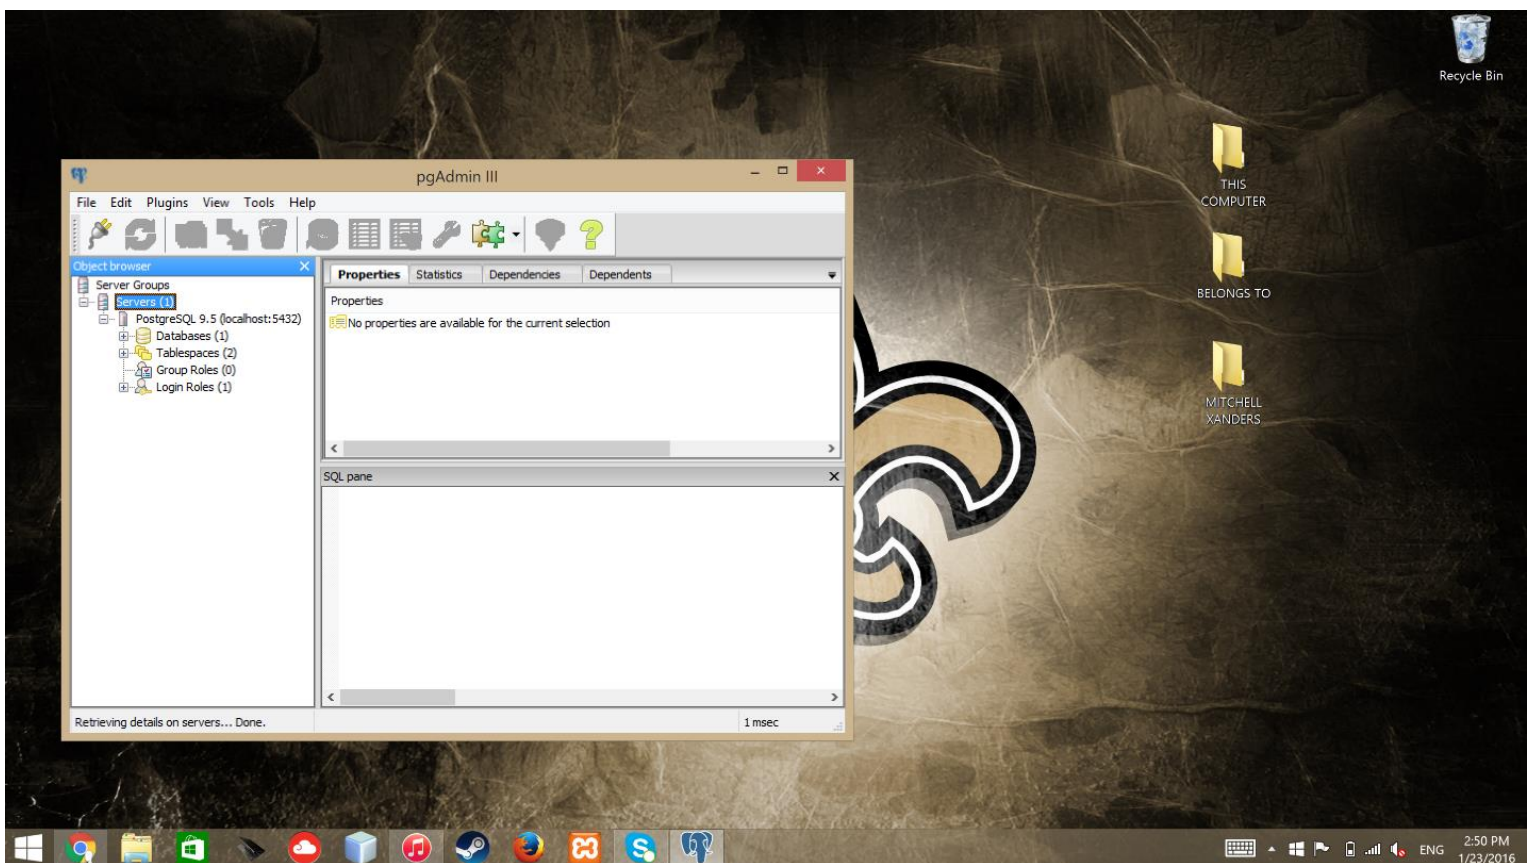 Recycle Bin
THIS
COMPUTER
BELONGS TO
MITCHELL
XANDERS
pgAdmin III
File Edit Plugins View Tools Help
Object browser
Server Groups
Servers (1)
PostgreSQL 9.5 (localhost:5432)
Databases (1)
Tablespaces (2)
Group Roles (0)
Login Roles (1)
Properties Statistics Dependencies Dependents
Properties
No properties are available for the current selection
SQL pane
Retrieving details on servers... Done.
1 msec
ENG
2:50 PM
1/23/2016